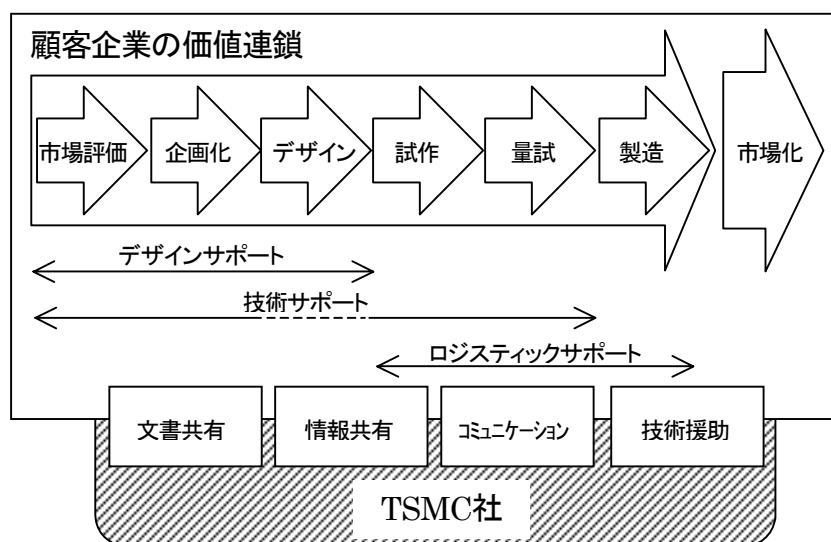 顧客企業の価値連鎖
市場評価
企画化
デザイン
試作
量試
製造
市場化
デザインサポート
技術サポート
ロジスティックサポート
文書共有
情報共有
コミュニケーション
技術援助
TSMC社